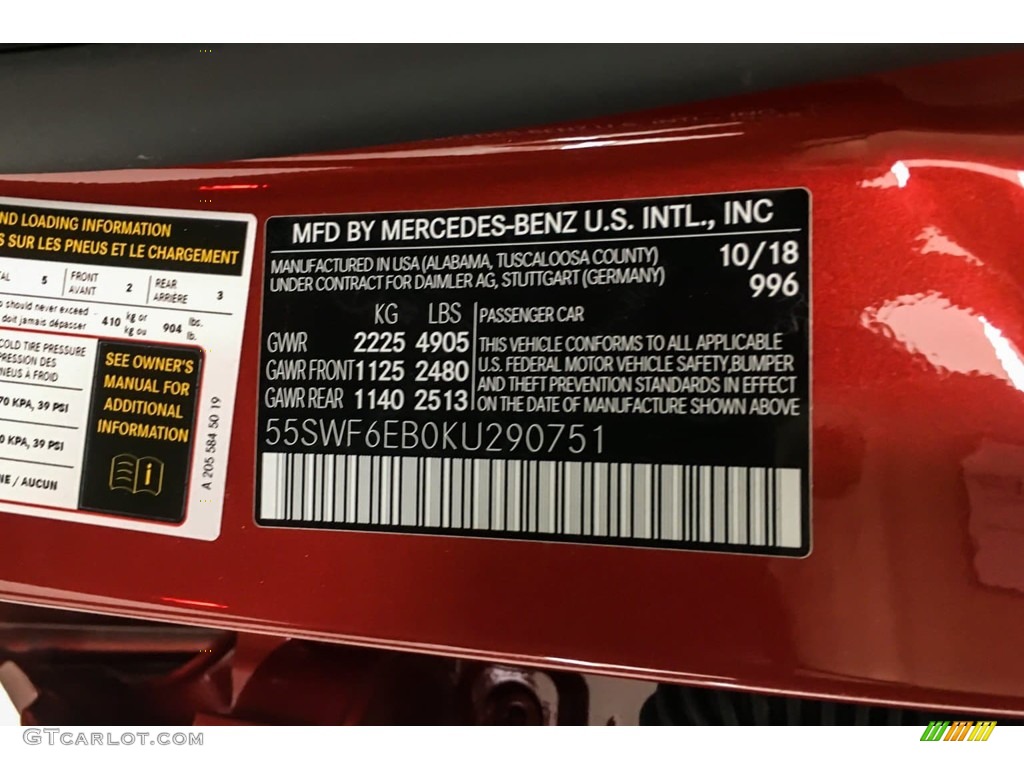 ND LOADING INFORMATION
S SUR LES PNEUS ET LE CHARGEMENT
5 FRONT AVANT 2 REAR ARRIÈRE 3
should never exceed
doit jamais dépasser 410 kg or kg ou 904 lbs. lb.
COLD TIRE PRESSURE
PRESSION DES
PNEUS À FROID
70 KPA, 39 PSI
0 KPA, 39 PSI
NE / AUCUN
SEE OWNER'S
MANUAL FOR
ADDITIONAL
INFORMATION
A 205 584 50 19
MFD BY MERCEDES-BENZ U.S. INTL., INC
MANUFACTURED IN USA (ALABAMA, TUSCALOOSA COUNTY) 10/18
UNDER CONTRACT FOR DAIMLER AG, STUTTGART (GERMANY) 996
KG LBS
GWR 2225 4905
GAWR FRONT 1125 2480
GAWR REAR 1140 2513
PASSENGER CAR
THIS VEHICLE CONFORMS TO ALL APPLICABLE
U.S. FEDERAL MOTOR VEHICLE SAFETY,BUMPER
AND THEFT PREVENTION STANDARDS IN EFFECT
ON THE DATE OF MANUFACTURE SHOWN ABOVE
55SWF6EB0KU290751
GTcarlot.com